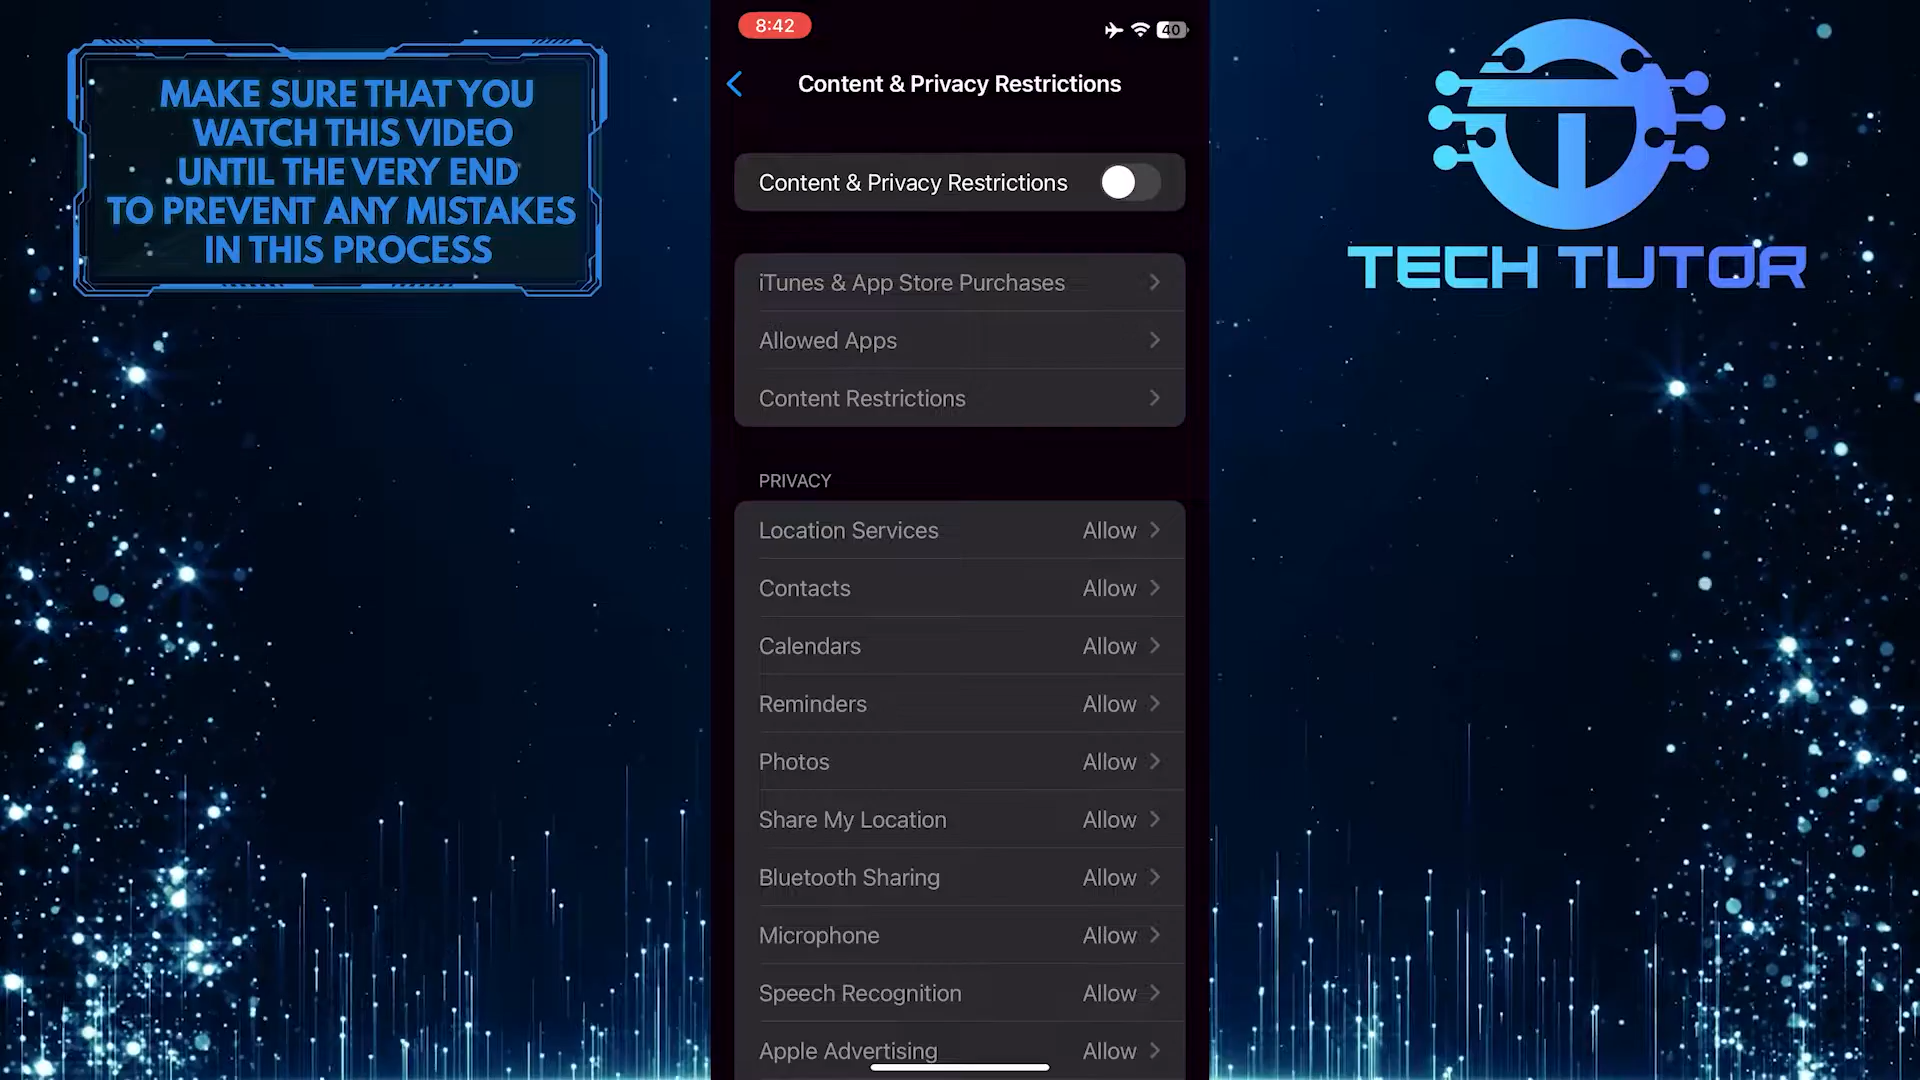 MAKE SURE THAT YOU
WATCH THIS VIDEO
UNTIL THE VERY END
TO PREVENT ANY MISTAKES
IN THIS PROCESS
8:42
40
Content & Privacy Restrictions
Content & Privacy Restrictions
iTunes & App Store Purchases
Allowed Apps
Content Restrictions
PRIVACY
Location Services Allow
Contacts Allow
Calendars Allow
Reminders Allow
Photos Allow
Share My Location Allow
Bluetooth Sharing Allow
Microphone Allow
Speech Recognition Allow
Apple Advertising Allow
TECH TUTOR